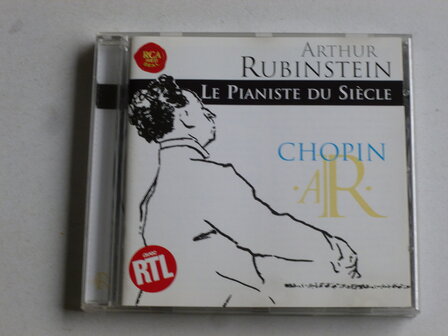 RCA
ARTHUR
RUBINSTEIN
LE PIANISTE DU SIÈCLE
CHOPIN
·AR·
RTL